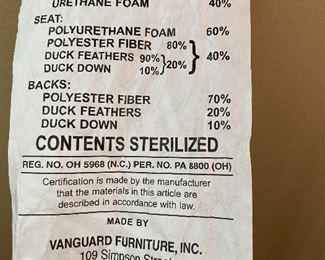 URETHANE FOAM 40%
SEAT:
POLYURETHANE FOAM 60%
POLYESTER FIBER 80%
DUCK FEATHERS 90% 20% 40%
DUCK DOWN 10%
BACKS:
POLYESTER FIBER 70%
DUCK FEATHERS 20%
DUCK DOWN 10%
CONTENTS STERILIZED
REG. NO. OH 5968 (N.C.) PER. NO. PA 8800 (OH)
Certification is made by the manufacturer
that the materials in this article are
described in accordance with law.
MADE BY
VANGUARD FURNITURE, INC.
109 Simpson Street